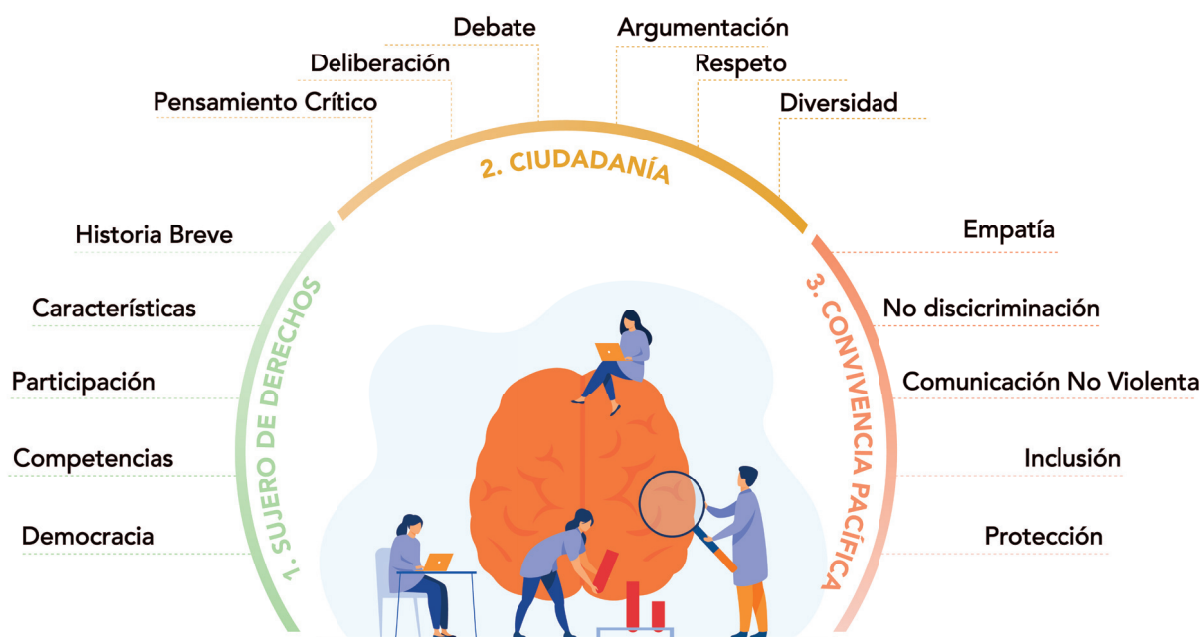 1. SUJERO DE DERECHOS
Historia Breve
Características
Participación
Competencias
Democracia
2. CIUDADANÍA
Pensamiento Crítico
Deliberación
Debate
Argumentación
Respeto
Diversidad
3. CONVIVENCIA PACÍFICA
Empatía
No discicriminación
Comunicación No Violenta
Inclusión
Protección